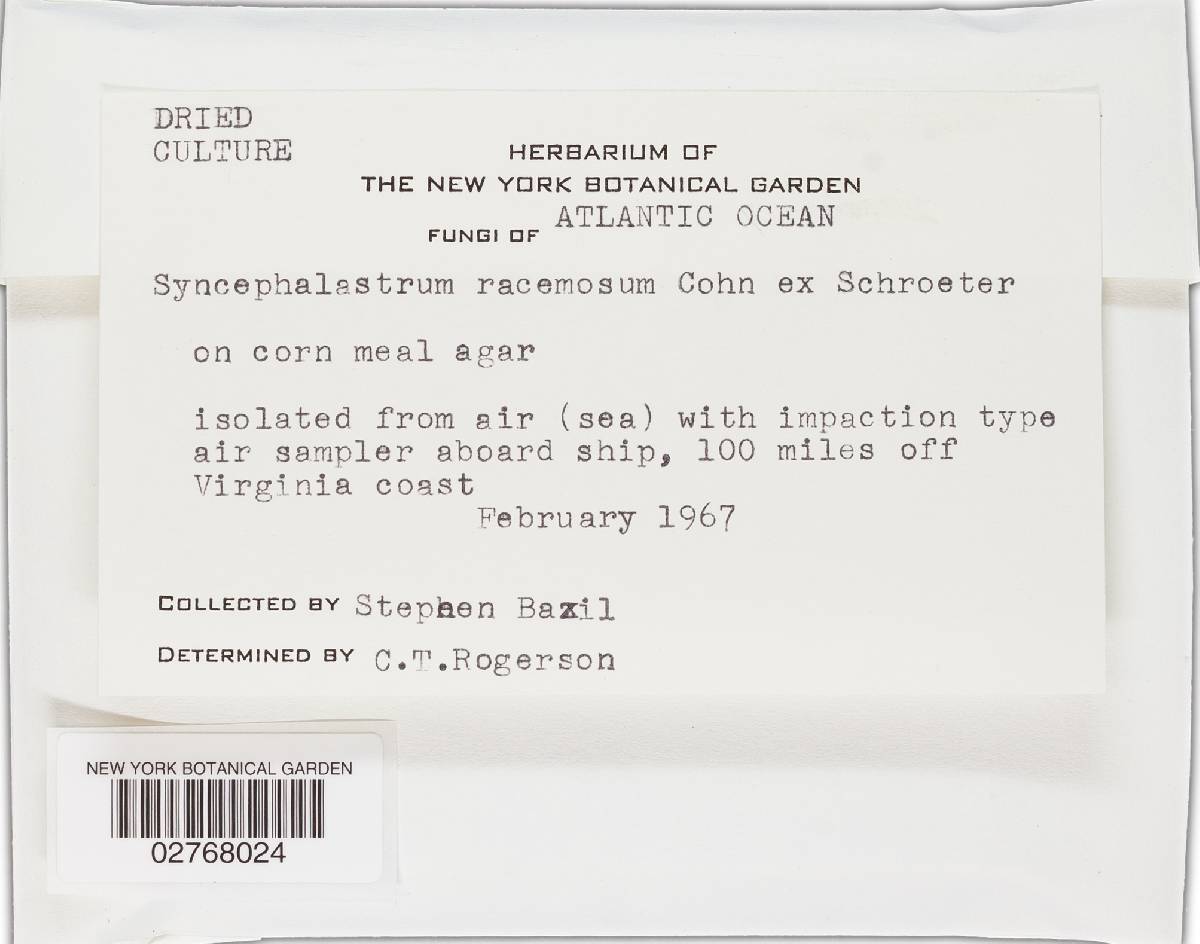 DRIED
CULTURE
HERBARIUM OF
THE NEW YORK BOTANICAL GARDEN
FUNGI OF ATLANTIC OCEAN
Syncephalastrum racemosum Cohn ex Schroeter
on corn meal agar
isolated from air (sea) with impaction type
air sampler aboard ship, 100 miles off
Virginia coast
February 1967
COLLECTED BY Stephen Bazil
DETERMINED BY C.T.Rogerson
NEW YORK BOTANICAL GARDEN
02768024